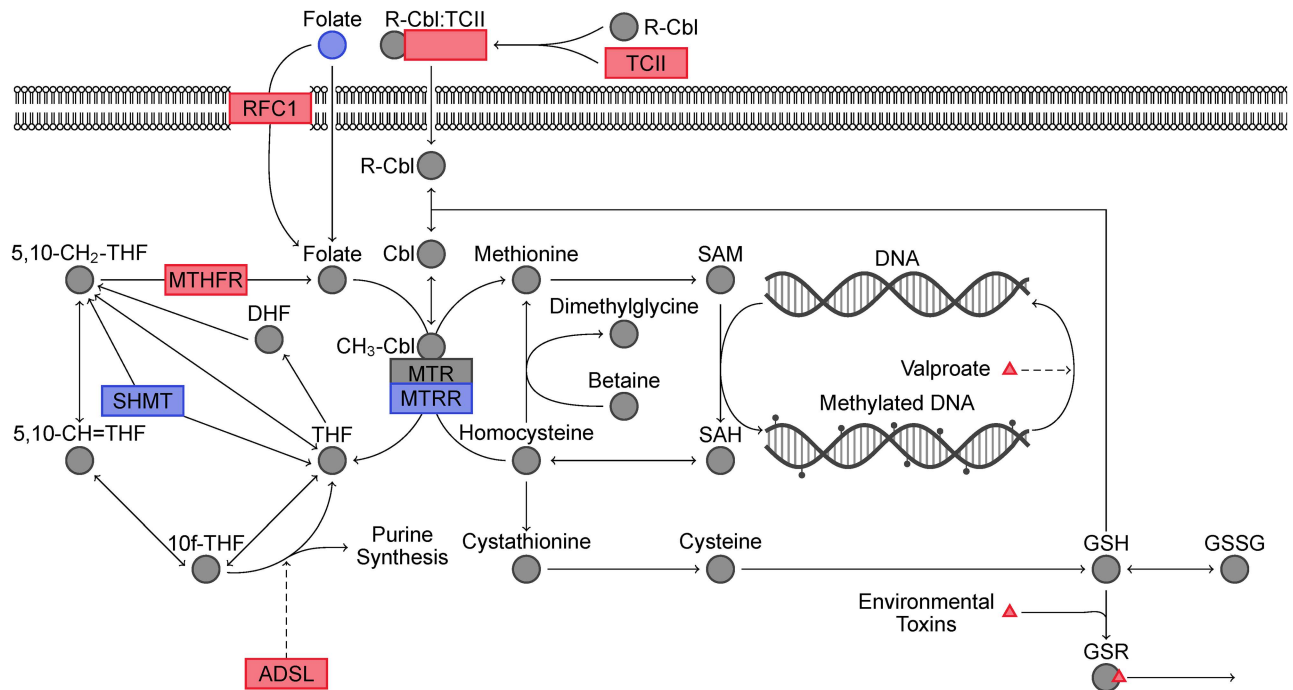 Folate
R-Cbl:TCII
R-Cbl
TCII
RFC1
R-Cbl
5,10-CH₂-THF
MTHFR
Folate
Cbl
Methionine
SAM
DNA
DHF
Dimethylglycine
CH₃-Cbl
MTR
MTRR
Betaine
Valproate
SHMT
Methylated DNA
5,10-CH=THF
THF
Homocysteine
SAH
10f-THF
Purine
Synthesis
Cystathionine
Cysteine
GSH
GSSG
Environmental
Toxins
GSR
ADSL